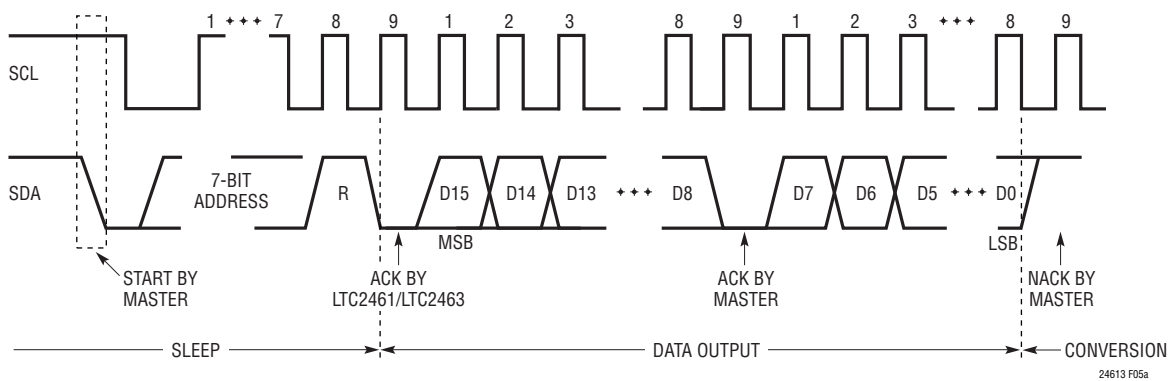 1 ✦✦✦ 7 8 9 1 2 3 8 9 1 2 3 ✦✦✦ 8 9
SCL
SDA
7-BIT
ADDRESS
R D15 D14 D13 ✦✦✦ D8 D7 D6 D5 ✦✦✦ D0
MSB
LSB
START BY
MASTER
ACK BY
LTC2461/LTC2463
ACK BY
MASTER
NACK BY
MASTER
SLEEP DATA OUTPUT CONVERSION
24613 F05a